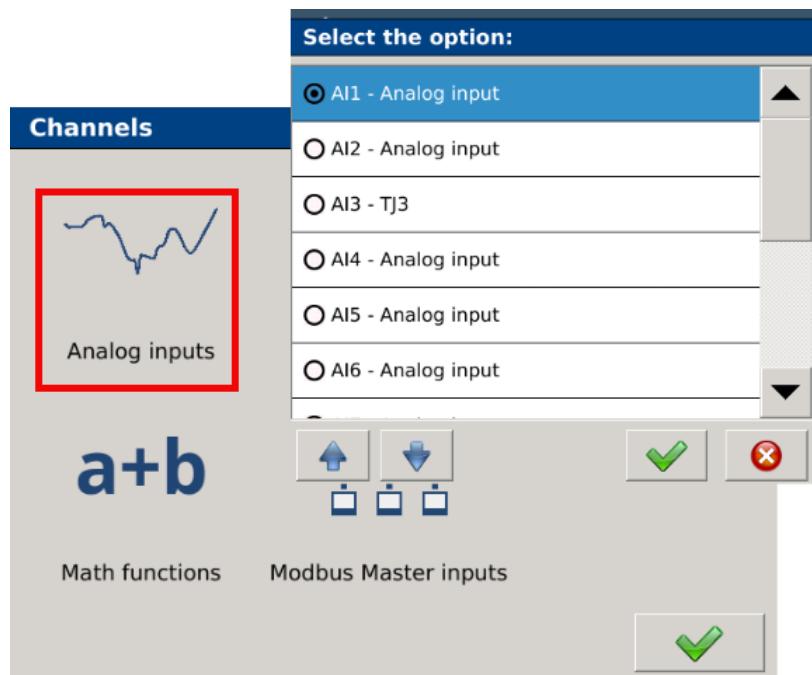 Select the option:
AI1 - Analog input
AI2 - Analog input
AI3 - TJ3
AI4 - Analog input
AI5 - Analog input
AI6 - Analog input
Channels
Analog inputs
a+b
Math functions
Modbus Master inputs